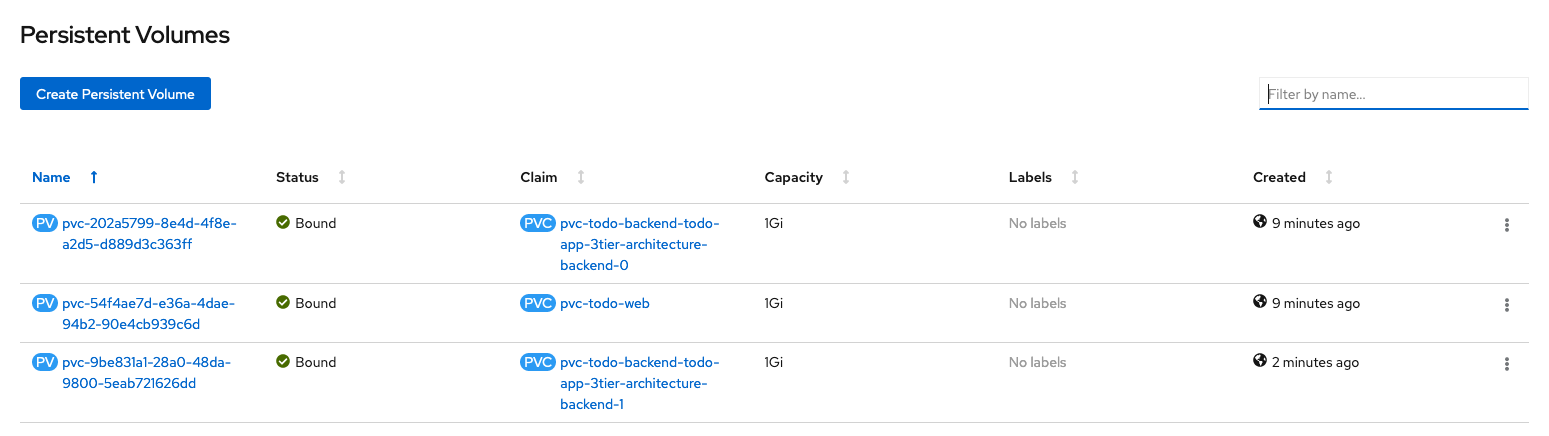 Persistent Volumes
Create Persistent Volume
Filter by name...
Name Status Claim Capacity Labels Created
PV pvc-202a5799-8e4d-4f8e- Bound PVC pvc-todo-backend-todo- 1Gi No labels 9 minutes ago
a2d5-d889d3c363ff app-3tier-architecture-
backend-0
PV pvc-54f4ae7d-e36a-4dae- Bound PVC pvc-todo-web 1Gi No labels 9 minutes ago
94b2-90e4cb939c6d
PV pvc-9be831a1-28a0-48da- Bound PVC pvc-todo-backend-todo- 1Gi No labels 2 minutes ago
9800-5eab721626dd app-3tier-architecture-
backend-1